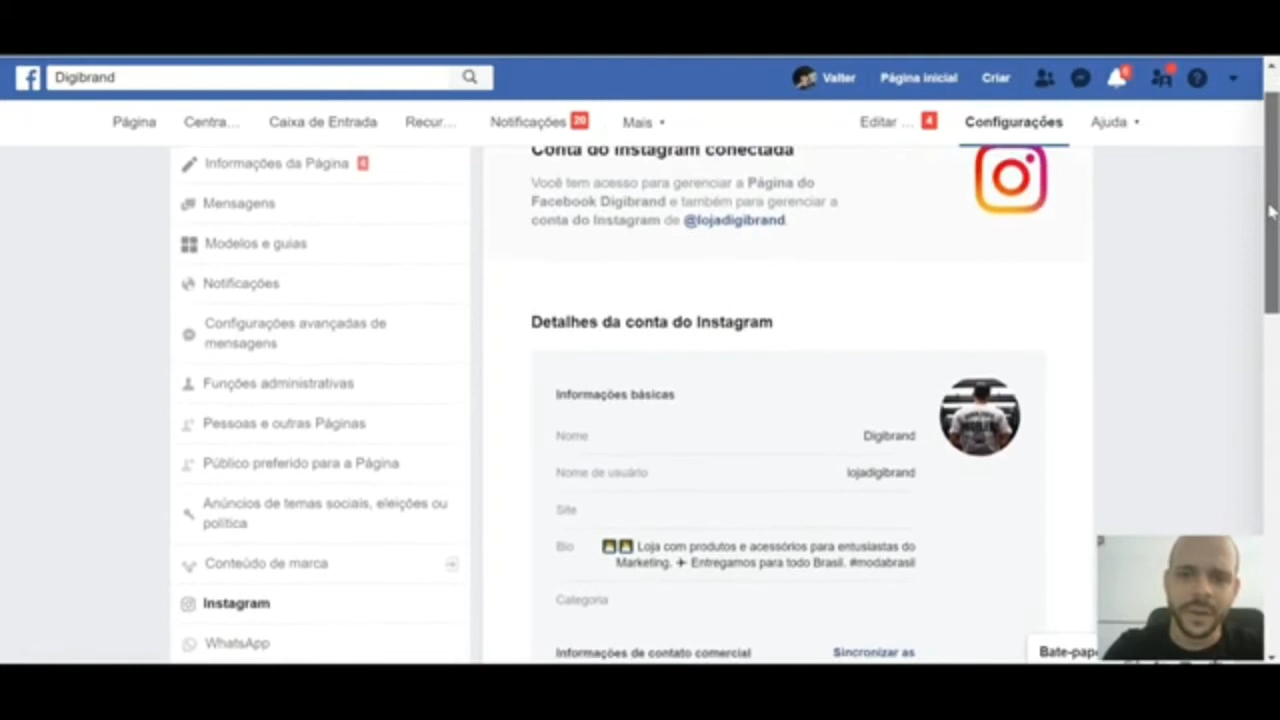 Digibrand
Valter
Página inicial
Criar
6
Página
Centra...
Caixa de Entrada
Recur...
Notificações 20
Mais
Editar ... 4
Configurações
Ajuda
Informações da Página 4
Mensagens
Modelos e guias
Notificações
Configurações avançadas de
mensagens
Funções administrativas
Pessoas e outras Páginas
Público preferido para a Página
Anúncios de temas sociais, eleições ou
política
Conteúdo de marca
Instagram
WhatsApp
Conta do Instagram conectada
Você tem acesso para gerenciar a Página do
Facebook Digibrand e também para gerenciar a
conta do Instagram de @lojadigibrand.
Detalhes da conta do Instagram
Informações básicas
Nome Digibrand
Nome de usuário lojadigibrand
Site
Bio Loja com produtos e acessórios para entusiastas do
Marketing. ✈ Entregamos para todo Brasil. #modabrasil
Categoria
Informações de contato comercial Sincronizar as
Bate-pap